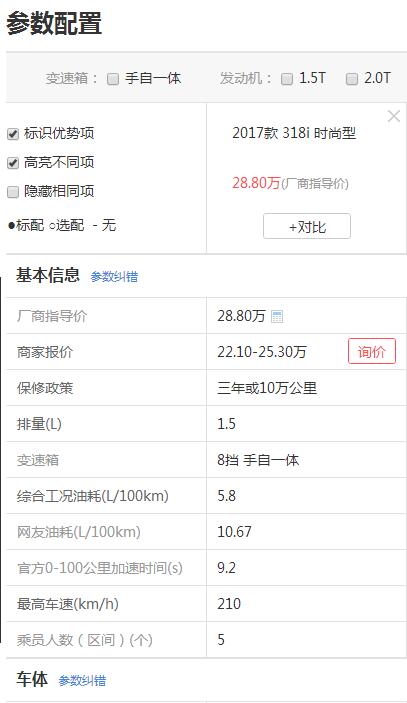 参数配置
变速箱： 手自一体 发动机： 1.5T 2.0T
标识优势项
高亮不同项
隐藏相同项
●标配 ○选配 - 无
2017款 318i 时尚型
28.80万(厂商指导价)
+对比
基本信息 参数纠错
厂商指导价 28.80万
商家报价 22.10-25.30万 询价
保修政策 三年或10万公里
排量(L) 1.5
变速箱 8挡 手自一体
综合工况油耗(L/100km) 5.8
网友油耗(L/100km) 10.67
官方0-100公里加速时间(s) 9.2
最高车速(km/h) 210
乘员人数（区间）(个) 5
车体 参数纠错